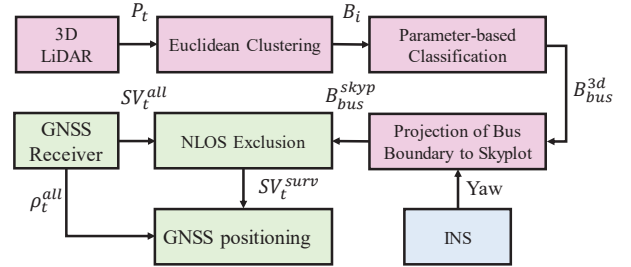 P_t
B_i
3D
LiDAR
Euclidean Clustering
Parameter-based
Classification
SV_t^{all}
B_{bus}^{skyp}
B_{bus}^{3d}
GNSS
Receiver
NLOS Exclusion
Projection of Bus
Boundary to Skyplot
ρ_t^{all}
SV_t^{surv}
Yaw
GNSS positioning
INS